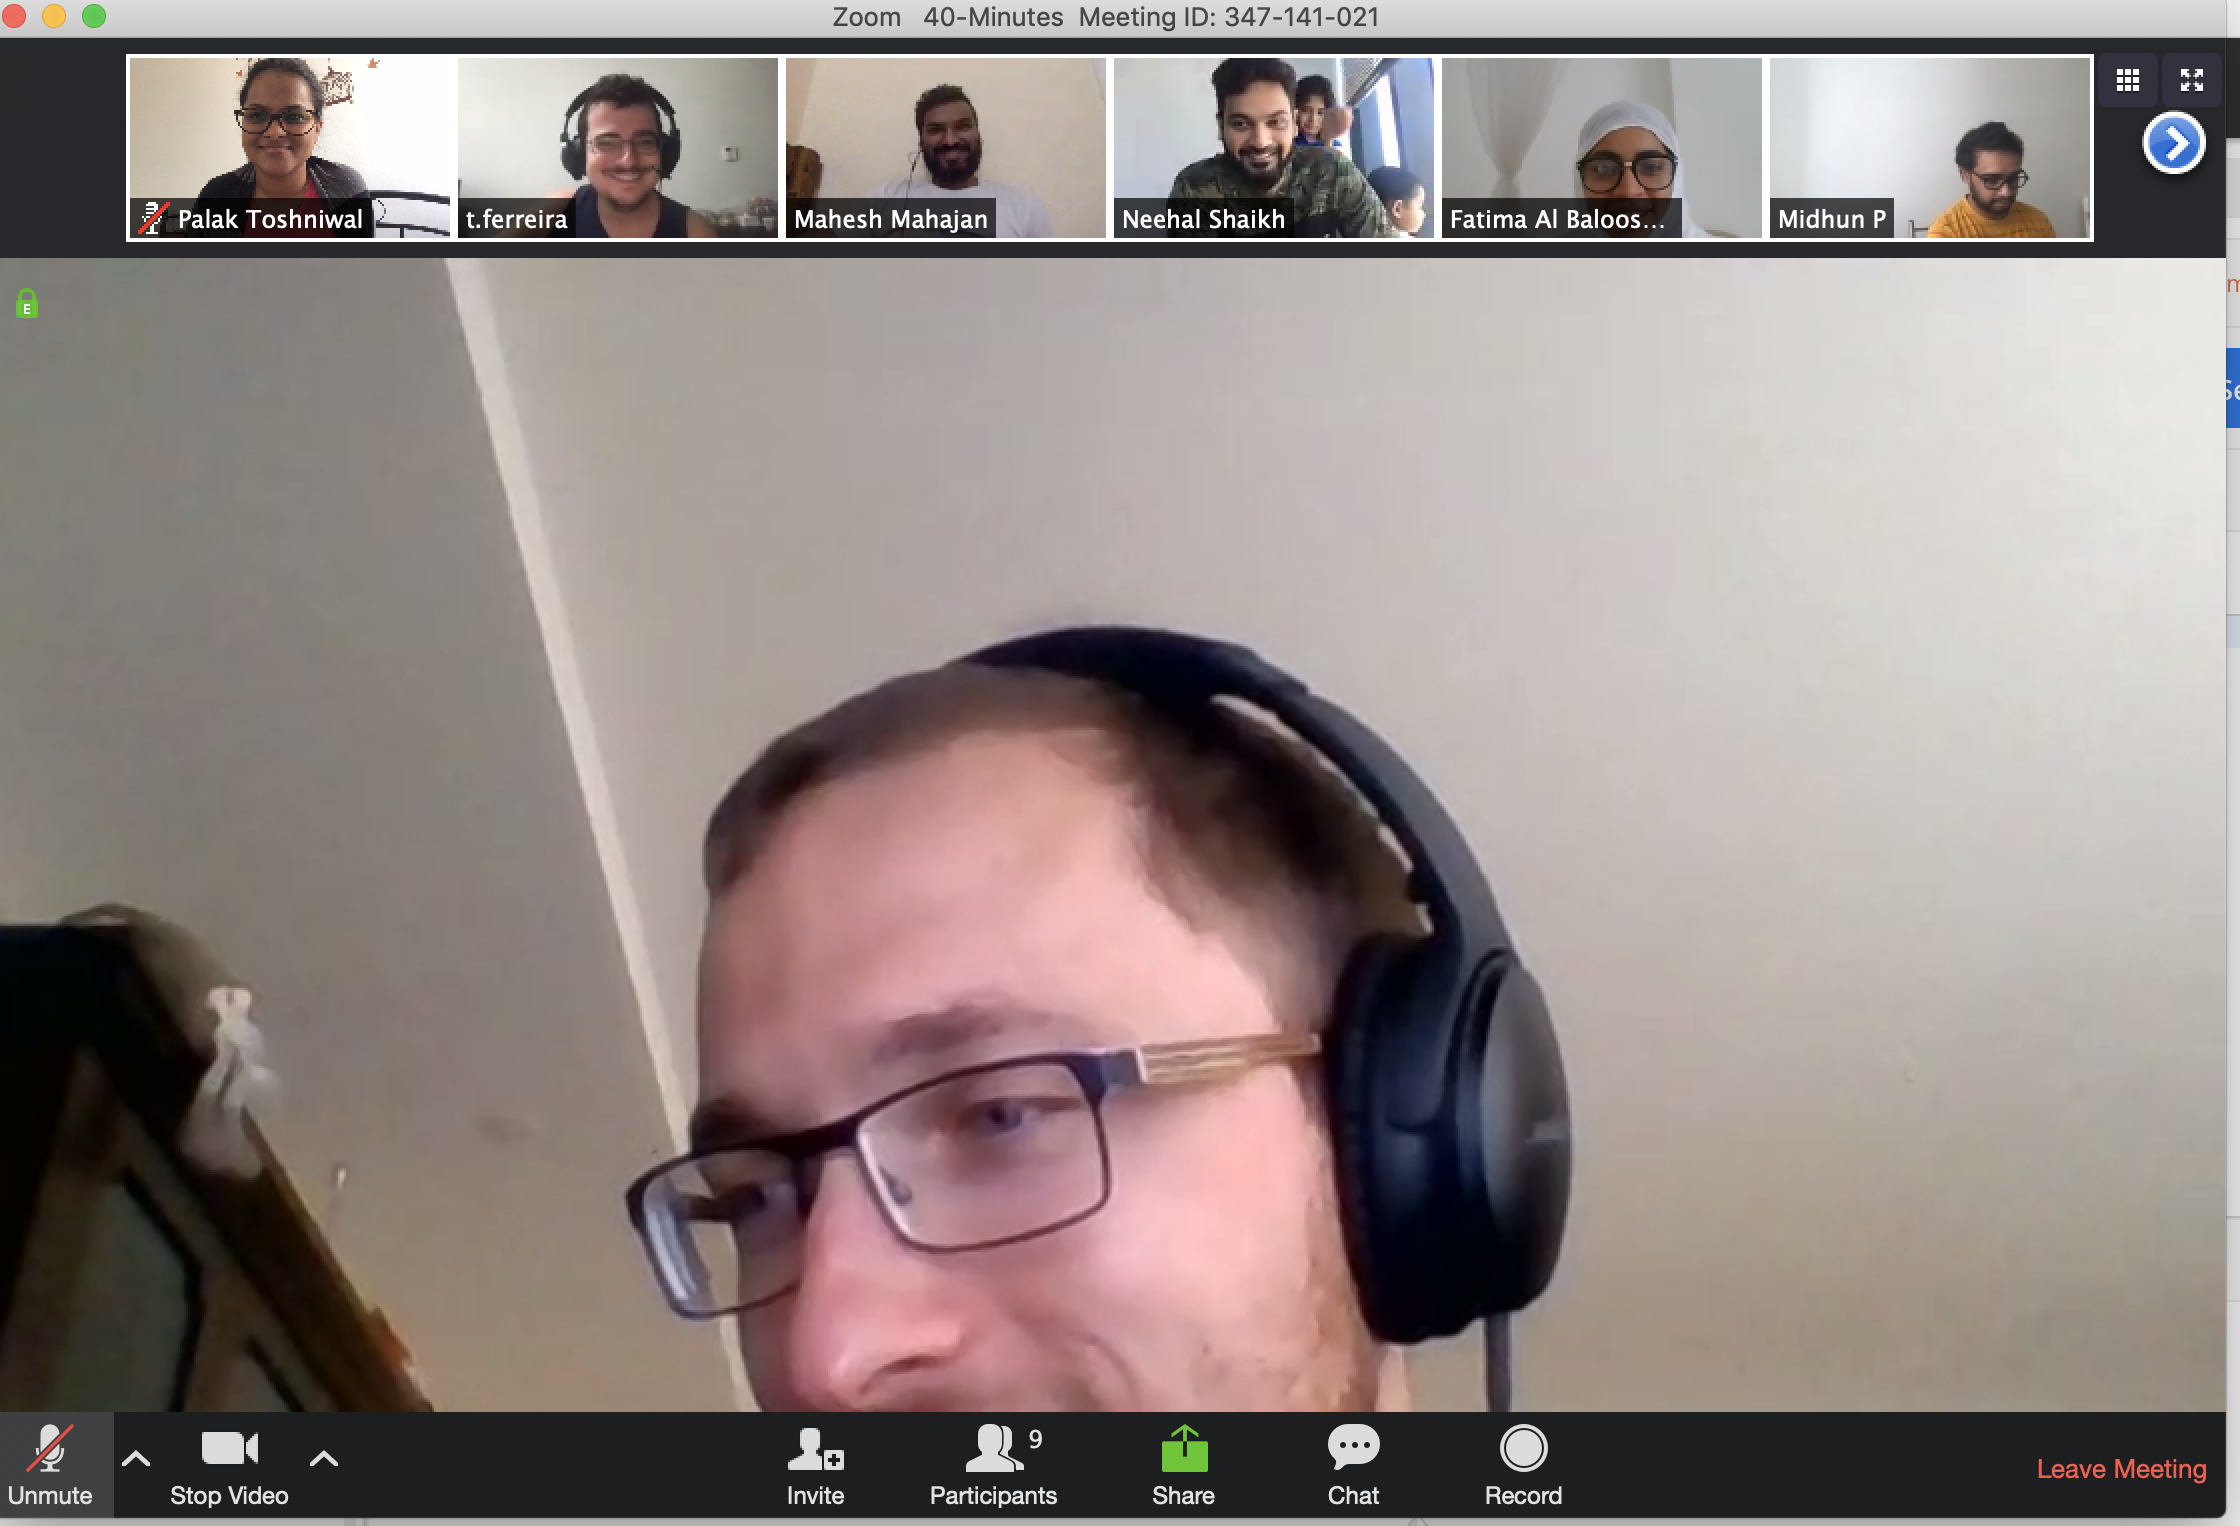 Zoom 40-Minutes Meeting ID: 347-141-021
Palak Toshniwal
t.ferreira
Mahesh Mahajan
Neehal Shaikh
Fatima Al Baloos...
Midhun P
E
Unmute
Stop Video
Invite
Participants 9
Share
Chat
Record
Leave Meeting